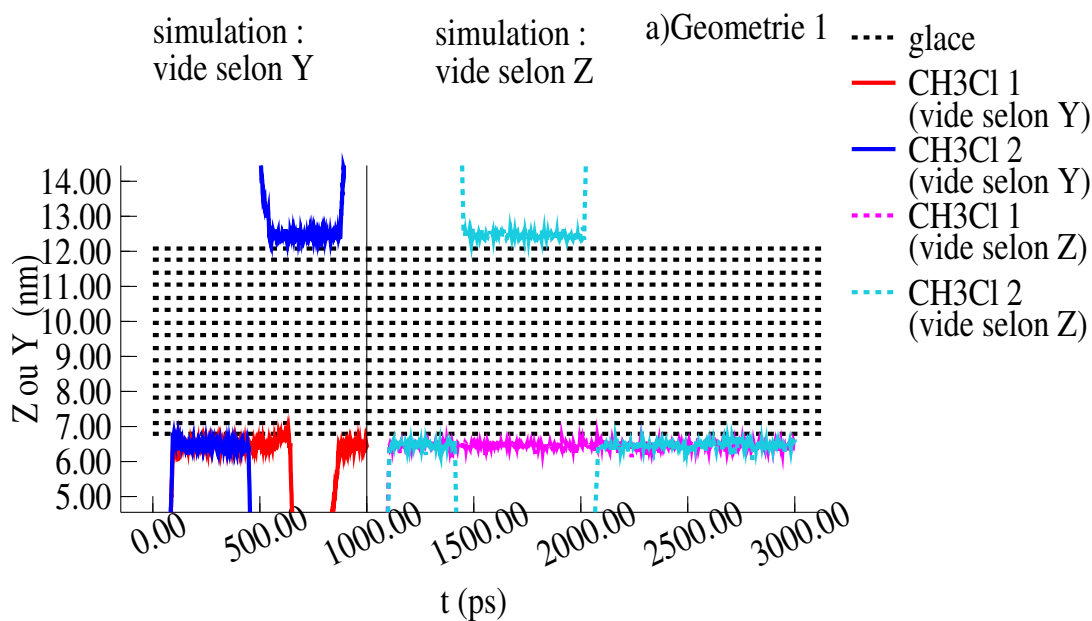 simulation :
vide selon Y
simulation :
vide selon Z
a)Geometrie 1
glace
CH3Cl 1
(vide selon Y)
CH3Cl 2
(vide selon Y)
CH3Cl 1
(vide selon Z)
CH3Cl 2
(vide selon Z)
Z ou Y (nm)
14.00
13.00
12.00
11.00
10.00
9.00
8.00
7.00
6.00
5.00
0.00
500.00
1000.00
1500.00
2000.00
2500.00
3000.00
t (ps)